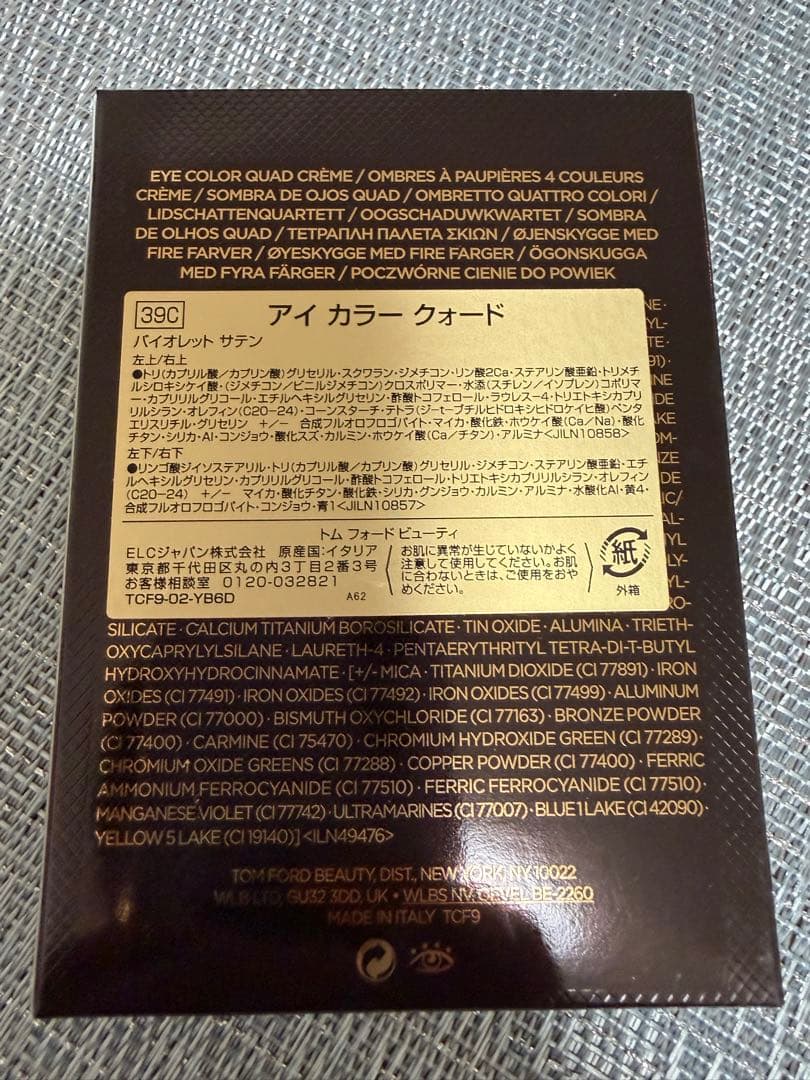 EYE COLOR QUAD CRÈME / OMBRES À PAUPIÈRES 4 COULEURS
CRÈME / SOMBRA DE OJOS QUAD / OMBRETTO QUATTRO COLORI /
LIDSCHATTENQUARTETT / OOGSCHADUWKWARTET / SOMBRA
DE OLHOS QUAD / ΤΕΤΡΑΠΛΗ ΠΑΛΕΤΑ ΣΚΙΩΝ / ØJENSKYGGE MED
FIRE FARVER / ØYESKYGGE MED FIRE FARGER / ÖGONSKUGGA
MED FYRA FÄRGER / POCZWÓRNE CIENIE DO POWIEK
39C アイ カラー クォード
バイオレット サテン
左上/右上
●トリ(カプリル酸/カプリン酸)グリセリル・スクワラン・ジメチコン・リン酸2Ca・ステアリン酸亜鉛・トリメチ
ルシロキシケイ酸・(ジメチコン/ビニルジメチコン)クロスポリマー・水添(スチレン/イソプレン)コポリマ
ー・カプリリルグリコール・エチルヘキシルグリセリン・酢酸トコフェロール・ラウレス-4・トリエトキシカプリ
リルシラン・オレフィン(C20-24)・コーンスターチ・テトラ(ジ-t-ブチルヒドロキシヒドロケイヒ酸)ペンタ
エリスリチル・グリセリン +/- 合成フルオロフロゴパイト・マイカ・酸化鉄・ホウケイ酸(Ca/Na)・酸化
チタン・シリカ・Al・コンジョウ・酸化スズ・カルミン・ホウケイ酸(Ca/チタン)・アルミナ<JILN10858>
左下/右下
●リンゴ酸ジイソステアリル・トリ(カプリル酸/カプリン酸)グリセリル・ジメチコン・ステアリン酸亜鉛・エチ
ルヘキシルグリセリン・カプリリルグリコール・酢酸トコフェロール・トリエトキシカプリリルシラン・オレフィン
(C20-24) +/- マイカ・酸化チタン・酸化鉄・シリカ・グンジョウ・カルミン・アルミナ・水酸化Al・黄4・
合成フルオロフロゴパイト・コンジョウ・青1<JILN10857>
トム フォード ビューティ
ELCジャパン株式会社 原産国:イタリア
東京都千代田区丸の内3丁目2番3号
お客様相談室 0120-032821
TCF9-02-YB6D A62
お肌に異常が生じていないかよく
注意して使用してください。お肌
に合わないときは、ご使用をおや
めください。
紙
外箱
SILICATE · CALCIUM TITANIUM BOROSILICATE · TIN OXIDE · ALUMINA · TRIETH-
OXYCAPRYLYLSILANE · LAURETH-4 · PENTAERYTHRITYL TETRA-DI-T-BUTYL
HYDROXYHYDROCINNAMATE · [+/- MICA · TITANIUM DIOXIDE (CI 77891) · IRON
OXIDES (CI 77491) · IRON OXIDES (CI 77492) · IRON OXIDES (CI 77499) · ALUMINUM
POWDER (CI 77000) · BISMUTH OXYCHLORIDE (CI 77163) · BRONZE POWDER
(CI 77400) · CARMINE (CI 75470) · CHROMIUM HYDROXIDE GREEN (CI 77289) ·
CHROMIUM OXIDE GREENS (CI 77288) · COPPER POWDER (CI 77400) · FERRIC
AMMONIUM FERROCYANIDE (CI 77510) · FERRIC FERROCYANIDE (CI 77510) ·
MANGANESE VIOLET (CI 77742) · ULTRAMARINES (CI 77007) · BLUE 1 LAKE (CI 42090) ·
YELLOW 5 LAKE (CI 19140)] <ILN49476>
TOM FORD BEAUTY, DIST., NEW YORK, NY 10022
WLB LTD, GU32 3DD, UK • WLBS NV, OEVEL BE-2260
MADE IN ITALY TCF9